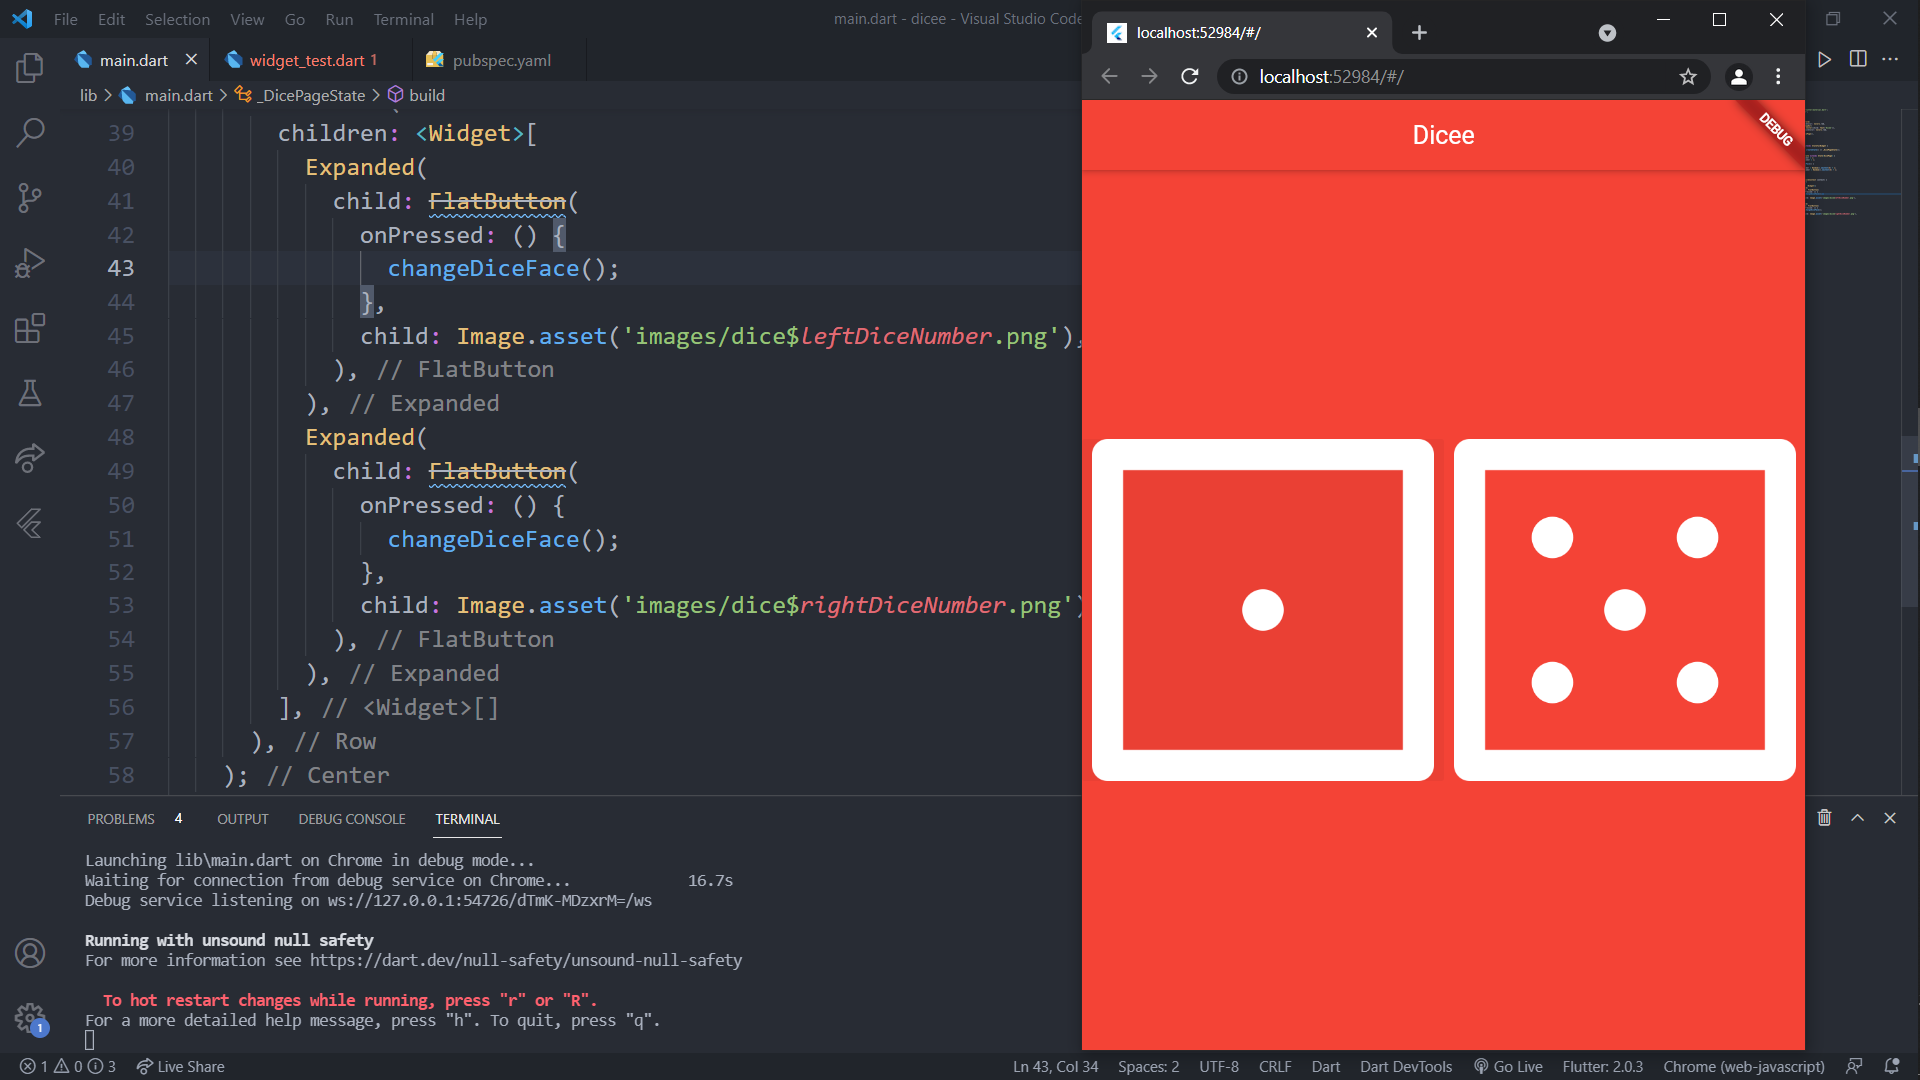 File Edit Selection View Go Run Terminal Help
main.dart - dicee - Visual Studio Code
main.dart
widget_test.dart 1
pubspec.yaml
lib > main.dart > _DicePageState > build
39 children: <Widget>[
40 Expanded(
41 child: FlatButton(
42 onPressed: () {
43 changeDiceFace();
44 },
45 child: Image.asset('images/dice$leftDiceNumber.png'),
46 ), // FlatButton
47 ), // Expanded
48 Expanded(
49 child: FlatButton(
50 onPressed: () {
51 changeDiceFace();
52 },
53 child: Image.asset('images/dice$rightDiceNumber.png')
54 ), // FlatButton
55 ), // Expanded
56 ], // <Widget>[]
57 ), // Row
58 ); // Center
PROBLEMS 4 OUTPUT DEBUG CONSOLE TERMINAL
Launching lib\main.dart on Chrome in debug mode...
Waiting for connection from debug service on Chrome... 16.7s
Debug service listening on ws://127.0.0.1:54726/dTmK-MDzxrM=/ws
Running with unsound null safety
For more information see https://dart.dev/null-safety/unsound-null-safety
To hot restart changes while running, press "r" or "R".
For a more detailed help message, press "h". To quit, press "q".
1
1 0 3 Live Share
Ln 43, Col 34 Spaces: 2 UTF-8 CRLF Dart Dart DevTools Go Live Flutter: 2.0.3 Chrome (web-javascript)
localhost:52984/#/
localhost:52984/#/
Dicee
DEBUG